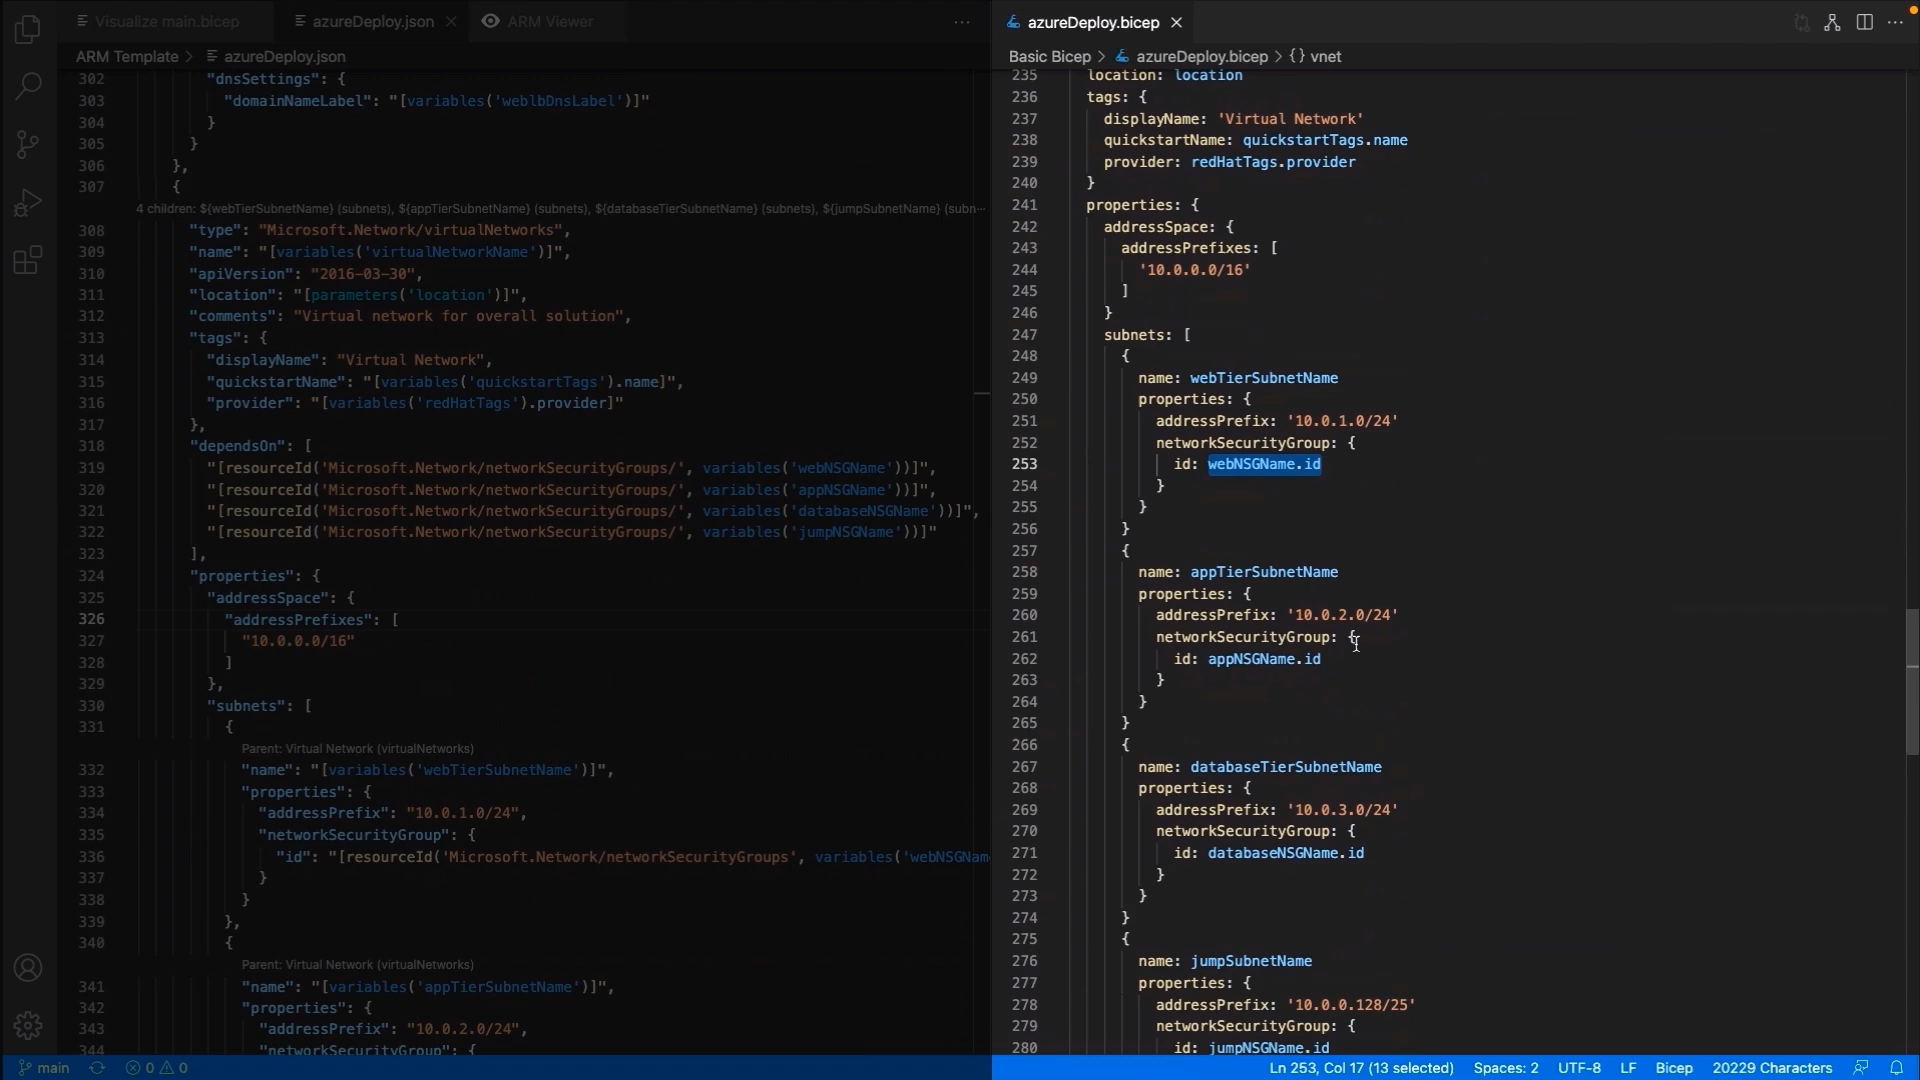 Visualize main.bicep
azureDeploy.json
ARM Viewer
ARM Template > azureDeploy.json
302 "dnsSettings": {
303 "domainNameLabel": "[variables('weblbDnsLabel')]"
304 }
305 }
306 },
307 {
4 children: ${webTierSubnetName} (subnets), ${appTierSubnetName} (subnets), ${databaseTierSubnetName} (subnets), ${jumpSubnetName} (subn···
308 "type": "Microsoft.Network/virtualNetworks",
309 "name": "[variables('virtualNetworkName')]",
310 "apiVersion": "2016-03-30",
311 "location": "[parameters('location')]",
312 "comments": "Virtual network for overall solution",
313 "tags": {
314 "displayName": "Virtual Network",
315 "quickstartName": "[variables('quickstartTags').name]",
316 "provider": "[variables('redHatTags').provider]"
317 },
318 "dependsOn": [
319 "[resourceId('Microsoft.Network/networkSecurityGroups/', variables('webNSGName'))]",
320 "[resourceId('Microsoft.Network/networkSecurityGroups/', variables('appNSGName'))]",
321 "[resourceId('Microsoft.Network/networkSecurityGroups/', variables('databaseNSGName'))]",
322 "[resourceId('Microsoft.Network/networkSecurityGroups/', variables('jumpNSGName'))]"
323 ],
324 "properties": {
325 "addressSpace": {
326 "addressPrefixes": [
327 "10.0.0.0/16"
328 ]
329 },
330 "subnets": [
331 {
Parent: Virtual Network (virtualNetworks)
332 "name": "[variables('webTierSubnetName')]",
333 "properties": {
334 "addressPrefix": "10.0.1.0/24",
335 "networkSecurityGroup": {
336 "id": "[resourceId('Microsoft.Network/networkSecurityGroups', variables('webNSGNam
337 }
338 }
339 },
340 {
Parent: Virtual Network (virtualNetworks)
341 "name": "[variables('appTierSubnetName')]",
342 "properties": {
343 "addressPrefix": "10.0.2.0/24",
344 "networkSecurityGroup": {
main
0 0
azureDeploy.bicep
Basic Bicep > azureDeploy.bicep > {} vnet
235 location: location
236 tags: {
237 displayName: 'Virtual Network'
238 quickstartName: quickstartTags.name
239 provider: redHatTags.provider
240 }
241 properties: {
242 addressSpace: {
243 addressPrefixes: [
244 '10.0.0.0/16'
245 ]
246 }
247 subnets: [
248 {
249 name: webTierSubnetName
250 properties: {
251 addressPrefix: '10.0.1.0/24'
252 networkSecurityGroup: {
253 id: webNSGName.id
254 }
255 }
256 }
257 {
258 name: appTierSubnetName
259 properties: {
260 addressPrefix: '10.0.2.0/24'
261 networkSecurityGroup: {
262 id: appNSGName.id
263 }
264 }
265 }
266 {
267 name: databaseTierSubnetName
268 properties: {
269 addressPrefix: '10.0.3.0/24'
270 networkSecurityGroup: {
271 id: databaseNSGName.id
272 }
273 }
274 }
275 {
276 name: jumpSubnetName
277 properties: {
278 addressPrefix: '10.0.0.128/25'
279 networkSecurityGroup: {
280 id: jumpNSGName.id
Ln 253, Col 17 (13 selected) Spaces: 2 UTF-8 LF Bicep 20229 Characters